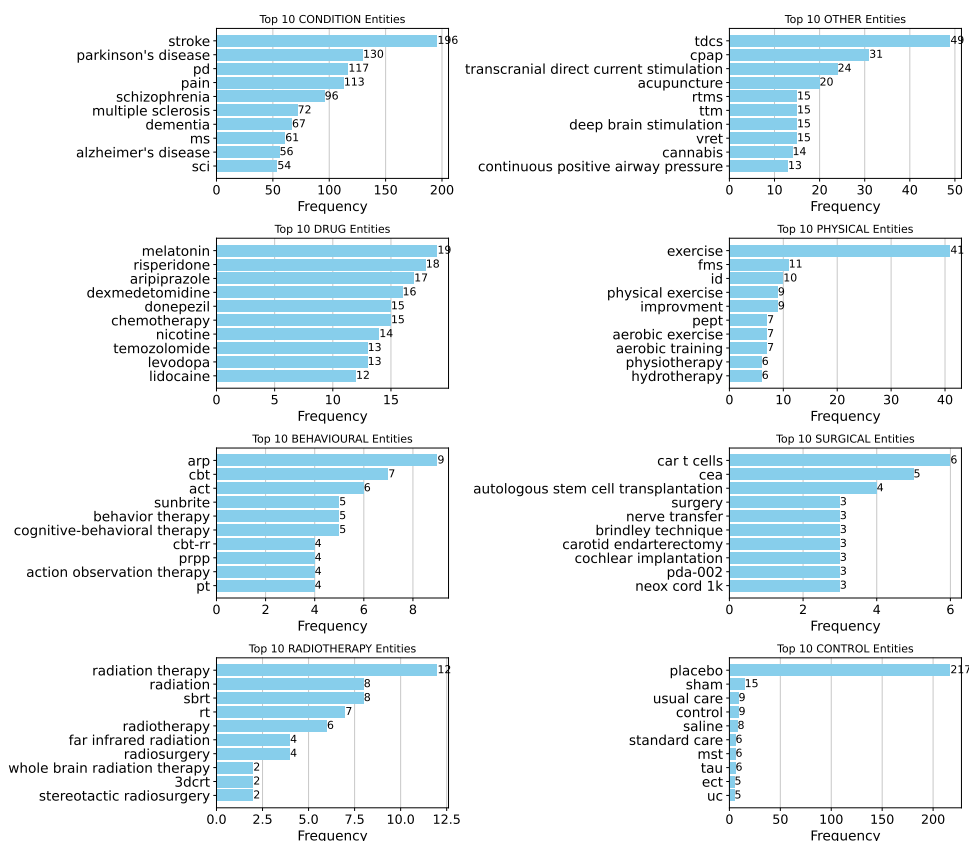 Top 10 CONDITION Entities
stroke 196
parkinson's disease 130
pd 117
pain 113
schizophrenia 96
multiple sclerosis 72
dementia 67
ms 61
alzheimer's disease 56
sci 54
0 50 100 150 200
Frequency
Top 10 OTHER Entities
tdcs 49
cpap 31
transcranial direct current stimulation 24
acupuncture 20
rtms 15
ttm 15
deep brain stimulation 15
vret 15
cannabis 14
continuous positive airway pressure 13
0 10 20 30 40 50
Frequency
Top 10 DRUG Entities
melatonin 19
risperidone 18
aripiprazole 17
dexmedetomidine 16
donepezil 15
chemotherapy 15
nicotine 14
temozolomide 13
levodopa 13
lidocaine 12
0 5 10 15
Frequency
Top 10 PHYSICAL Entities
exercise 41
fms 11
id 10
physical exercise 9
improvment 9
pept 7
aerobic exercise 7
aerobic training 7
physiotherapy 6
hydrotherapy 6
0 10 20 30 40
Frequency
Top 10 BEHAVIOURAL Entities
arp 9
cbt 7
act 6
sunbrite 5
behavior therapy 5
cognitive-behavioral therapy 5
cbt-rr 4
prpp 4
action observation therapy 4
pt 4
0 2 4 6 8
Frequency
Top 10 SURGICAL Entities
car t cells 6
cea 5
autologous stem cell transplantation 4
surgery 3
nerve transfer 3
brindley technique 3
carotid endarterectomy 3
cochlear implantation 3
pda-002 3
neox cord 1k 3
0 2 4 6
Frequency
Top 10 RADIOTHERAPY Entities
radiation therapy 12
radiation 8
sbrt 8
rt 7
radiotherapy 6
far infrared radiation 4
radiosurgery 4
whole brain radiation therapy 2
3dcrt 2
stereotactic radiosurgery 2
0.0 2.5 5.0 7.5 10.0 12.5
Frequency
Top 10 CONTROL Entities
placebo 217
sham 15
usual care 9
control 9
saline 8
standard care 6
mst 6
tau 6
ect 5
uc 5
0 50 100 150 200
Frequency